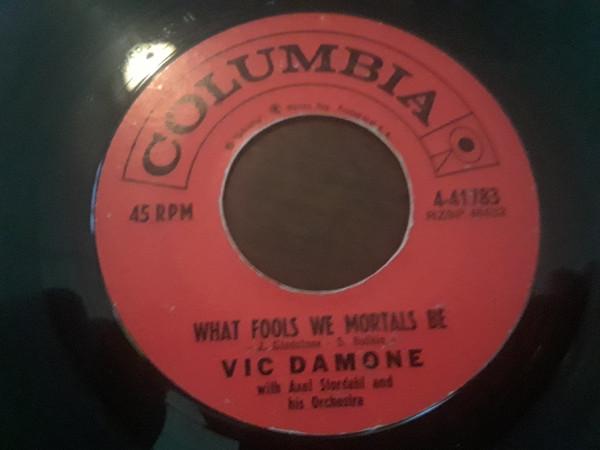 COLUMBIA
45 RPM
4-41783
WHAT FOOLS WE MORTALS BE
VIC DAMONE
with Axel Stordahl and
his Orchestra